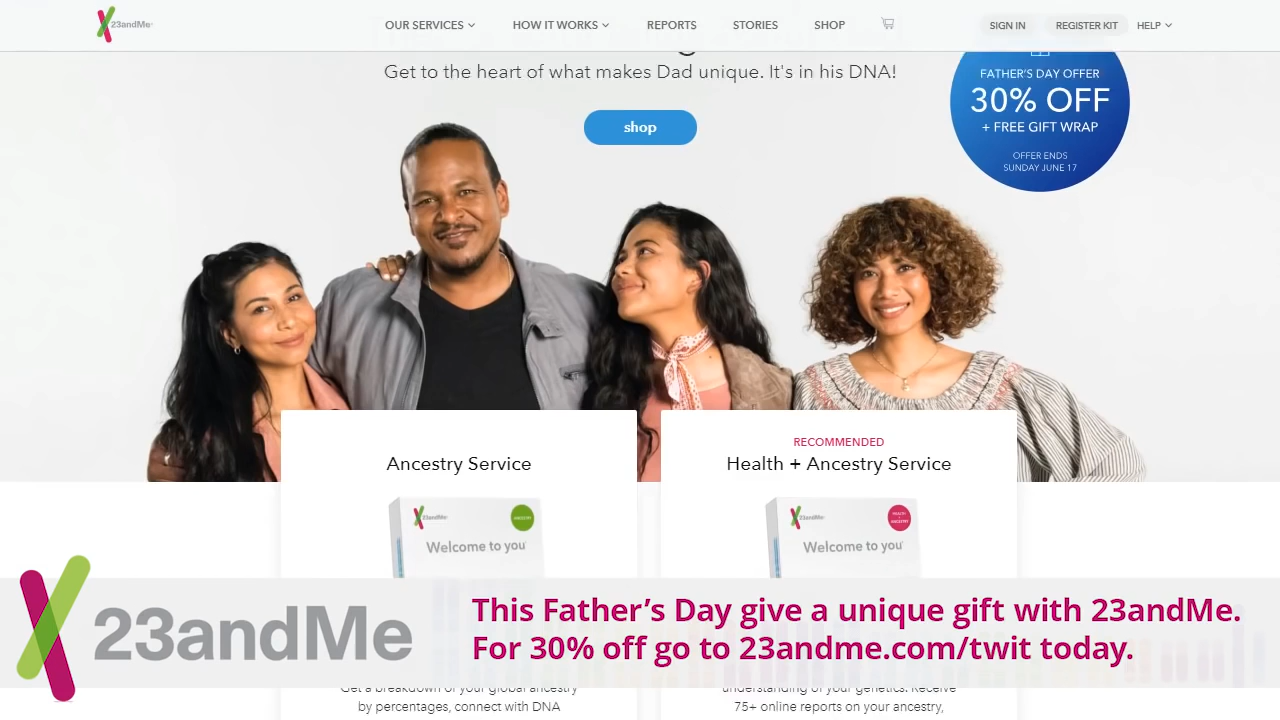 23andMe
OUR SERVICES
HOW IT WORKS
REPORTS
STORIES
SHOP
SIGN IN
REGISTER KIT
HELP
Get to the heart of what makes Dad unique. It's in his DNA!
shop
FATHER'S DAY OFFER
30% OFF
+ FREE GIFT WRAP
OFFER ENDS
SUNDAY JUNE 17
Ancestry Service
RECOMMENDED
Health + Ancestry Service
23andMe
ANCESTRY
Welcome to you
23andMe
HEALTH + ANCESTRY
Welcome to you
23andMe
This Father's Day give a unique gift with 23andMe.
For 30% off go to 23andme.com/twit today.
Get a breakdown of your global ancestry
by percentages, connect with DNA
understanding of your genetics. Receive
75+ online reports on your ancestry,